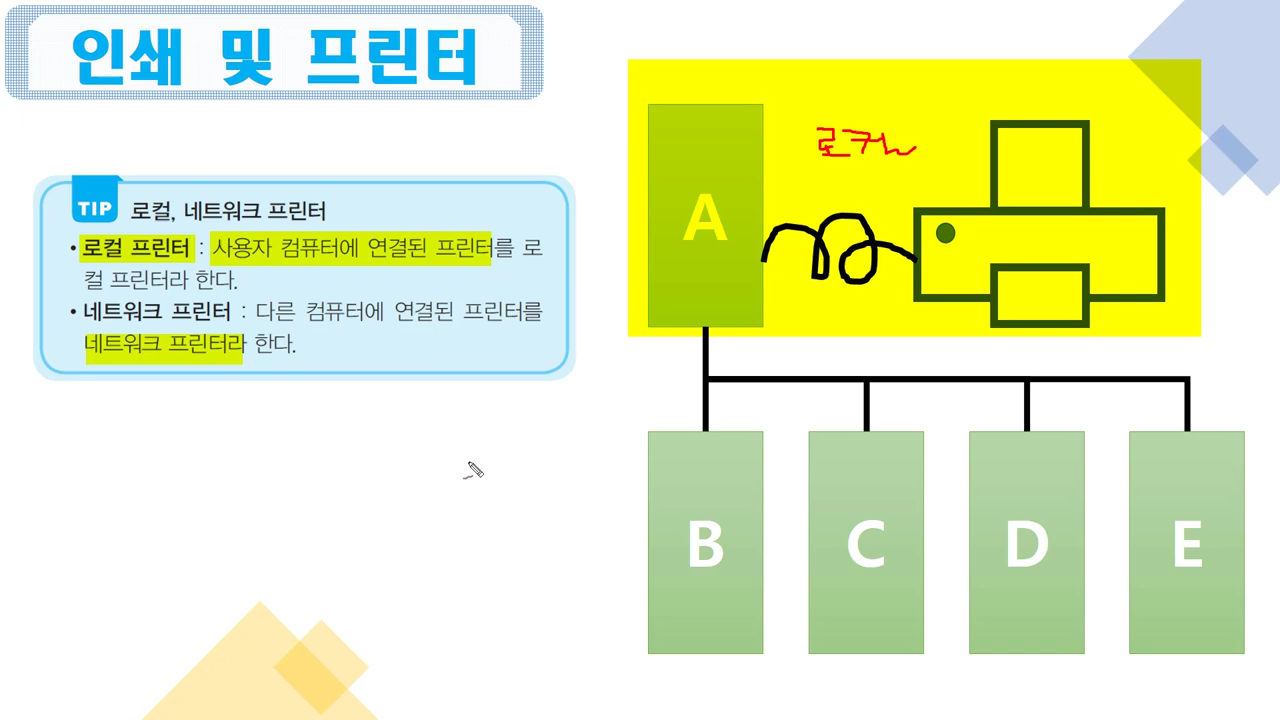 인쇄 및 프린터
TIP 로컬, 네트워크 프린터
• 로컬 프린터 : 사용자 컴퓨터에 연결된 프린터를 로
컬 프린터라 한다.
• 네트워크 프린터 : 다른 컴퓨터에 연결된 프린터를
네트워크 프린터라 한다.
A
B C D E